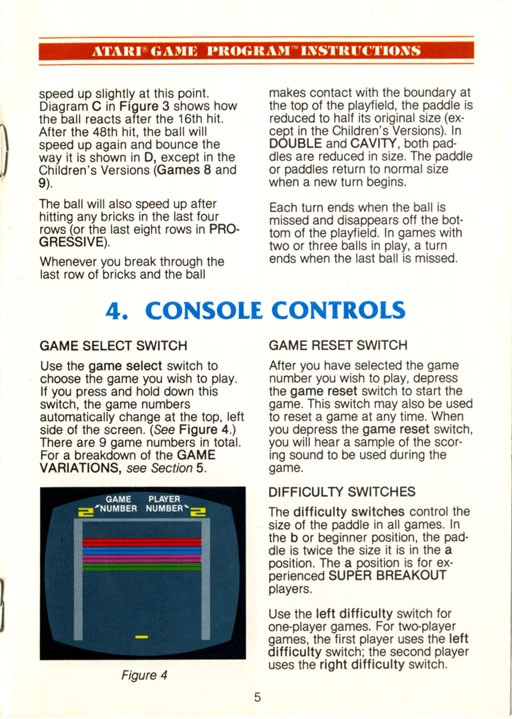 ATARI® GAME PROGRAM™ INSTRUCTIONS
speed up slightly at this point.
Diagram C in Figure 3 shows how
the ball reacts after the 16th hit.
After the 48th hit, the ball will
speed up again and bounce the
way it is shown in D, except in the
Children's Versions (Games 8 and
9).
The ball will also speed up after
hitting any bricks in the last four
rows (or the last eight rows in PRO-
GRESSIVE).
Whenever you break through the
last row of bricks and the ball
makes contact with the boundary at
the top of the playfield, the paddle is
reduced to half its original size (ex-
cept in the Children's Versions). In
DOUBLE and CAVITY, both pad-
dles are reduced in size. The paddle
or paddles return to normal size
when a new turn begins.
Each turn ends when the ball is
missed and disappears off the bot-
tom of the playfield. In games with
two or three balls in play, a turn
ends when the last ball is missed.
4. CONSOLE CONTROLS
GAME SELECT SWITCH
Use the game select switch to
choose the game you wish to play.
If you press and hold down this
switch, the game numbers
automatically change at the top, left
side of the screen. (See Figure 4.)
There are 9 game numbers in total.
For a breakdown of the GAME
VARIATIONS, see Section 5.
GAME PLAYER
2 NUMBER NUMBER 2
Figure 4
GAME RESET SWITCH
After you have selected the game
number you wish to play, depress
the game reset switch to start the
game. This switch may also be used
to reset a game at any time. When
you depress the game reset switch,
you will hear a sample of the scor-
ing sound to be used during the
game.
DIFFICULTY SWITCHES
The difficulty switches control the
size of the paddle in all games. In
the b or beginner position, the pad-
dle is twice the size it is in the a
position. The a position is for ex-
perienced SUPER BREAKOUT
players.
Use the left difficulty switch for
one-player games. For two-player
games, the first player uses the left
difficulty switch; the second player
uses the right difficulty switch.
5